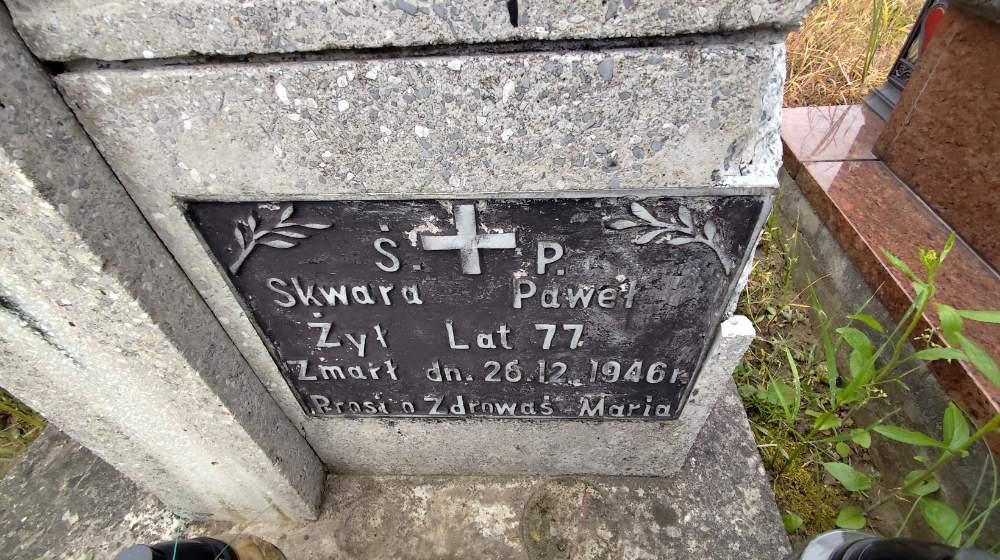 Ś. P.
Skwara Paweł
Żył Lat 77
Zmarł dn. 26.12. 1946 r.
Prosi o Zdrowaś Maria